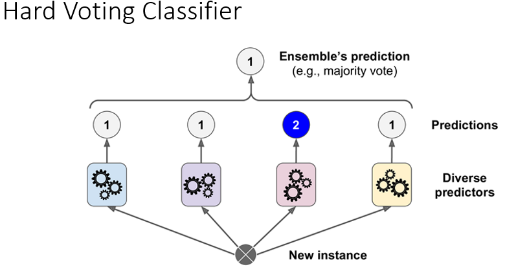 Hard Voting Classifier
1
Ensemble's prediction
(e.g., majority vote)
1
1
2
1
Predictions
Diverse
predictors
New instance